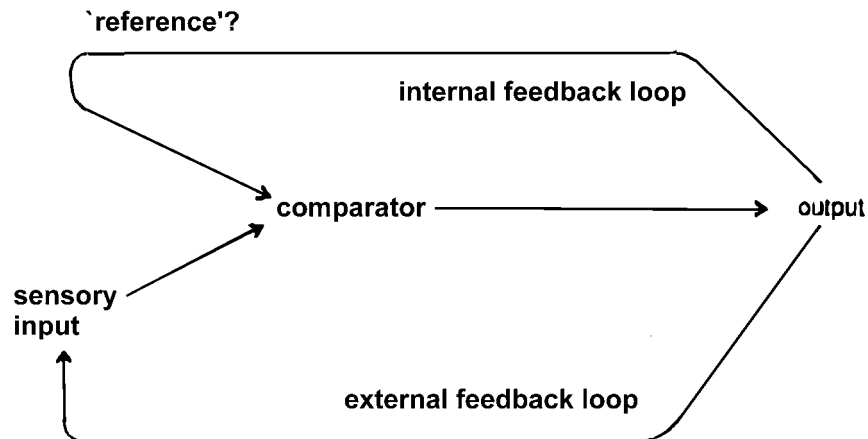 `reference'?
internal feedback loop
comparator
output
sensory
input
external feedback loop